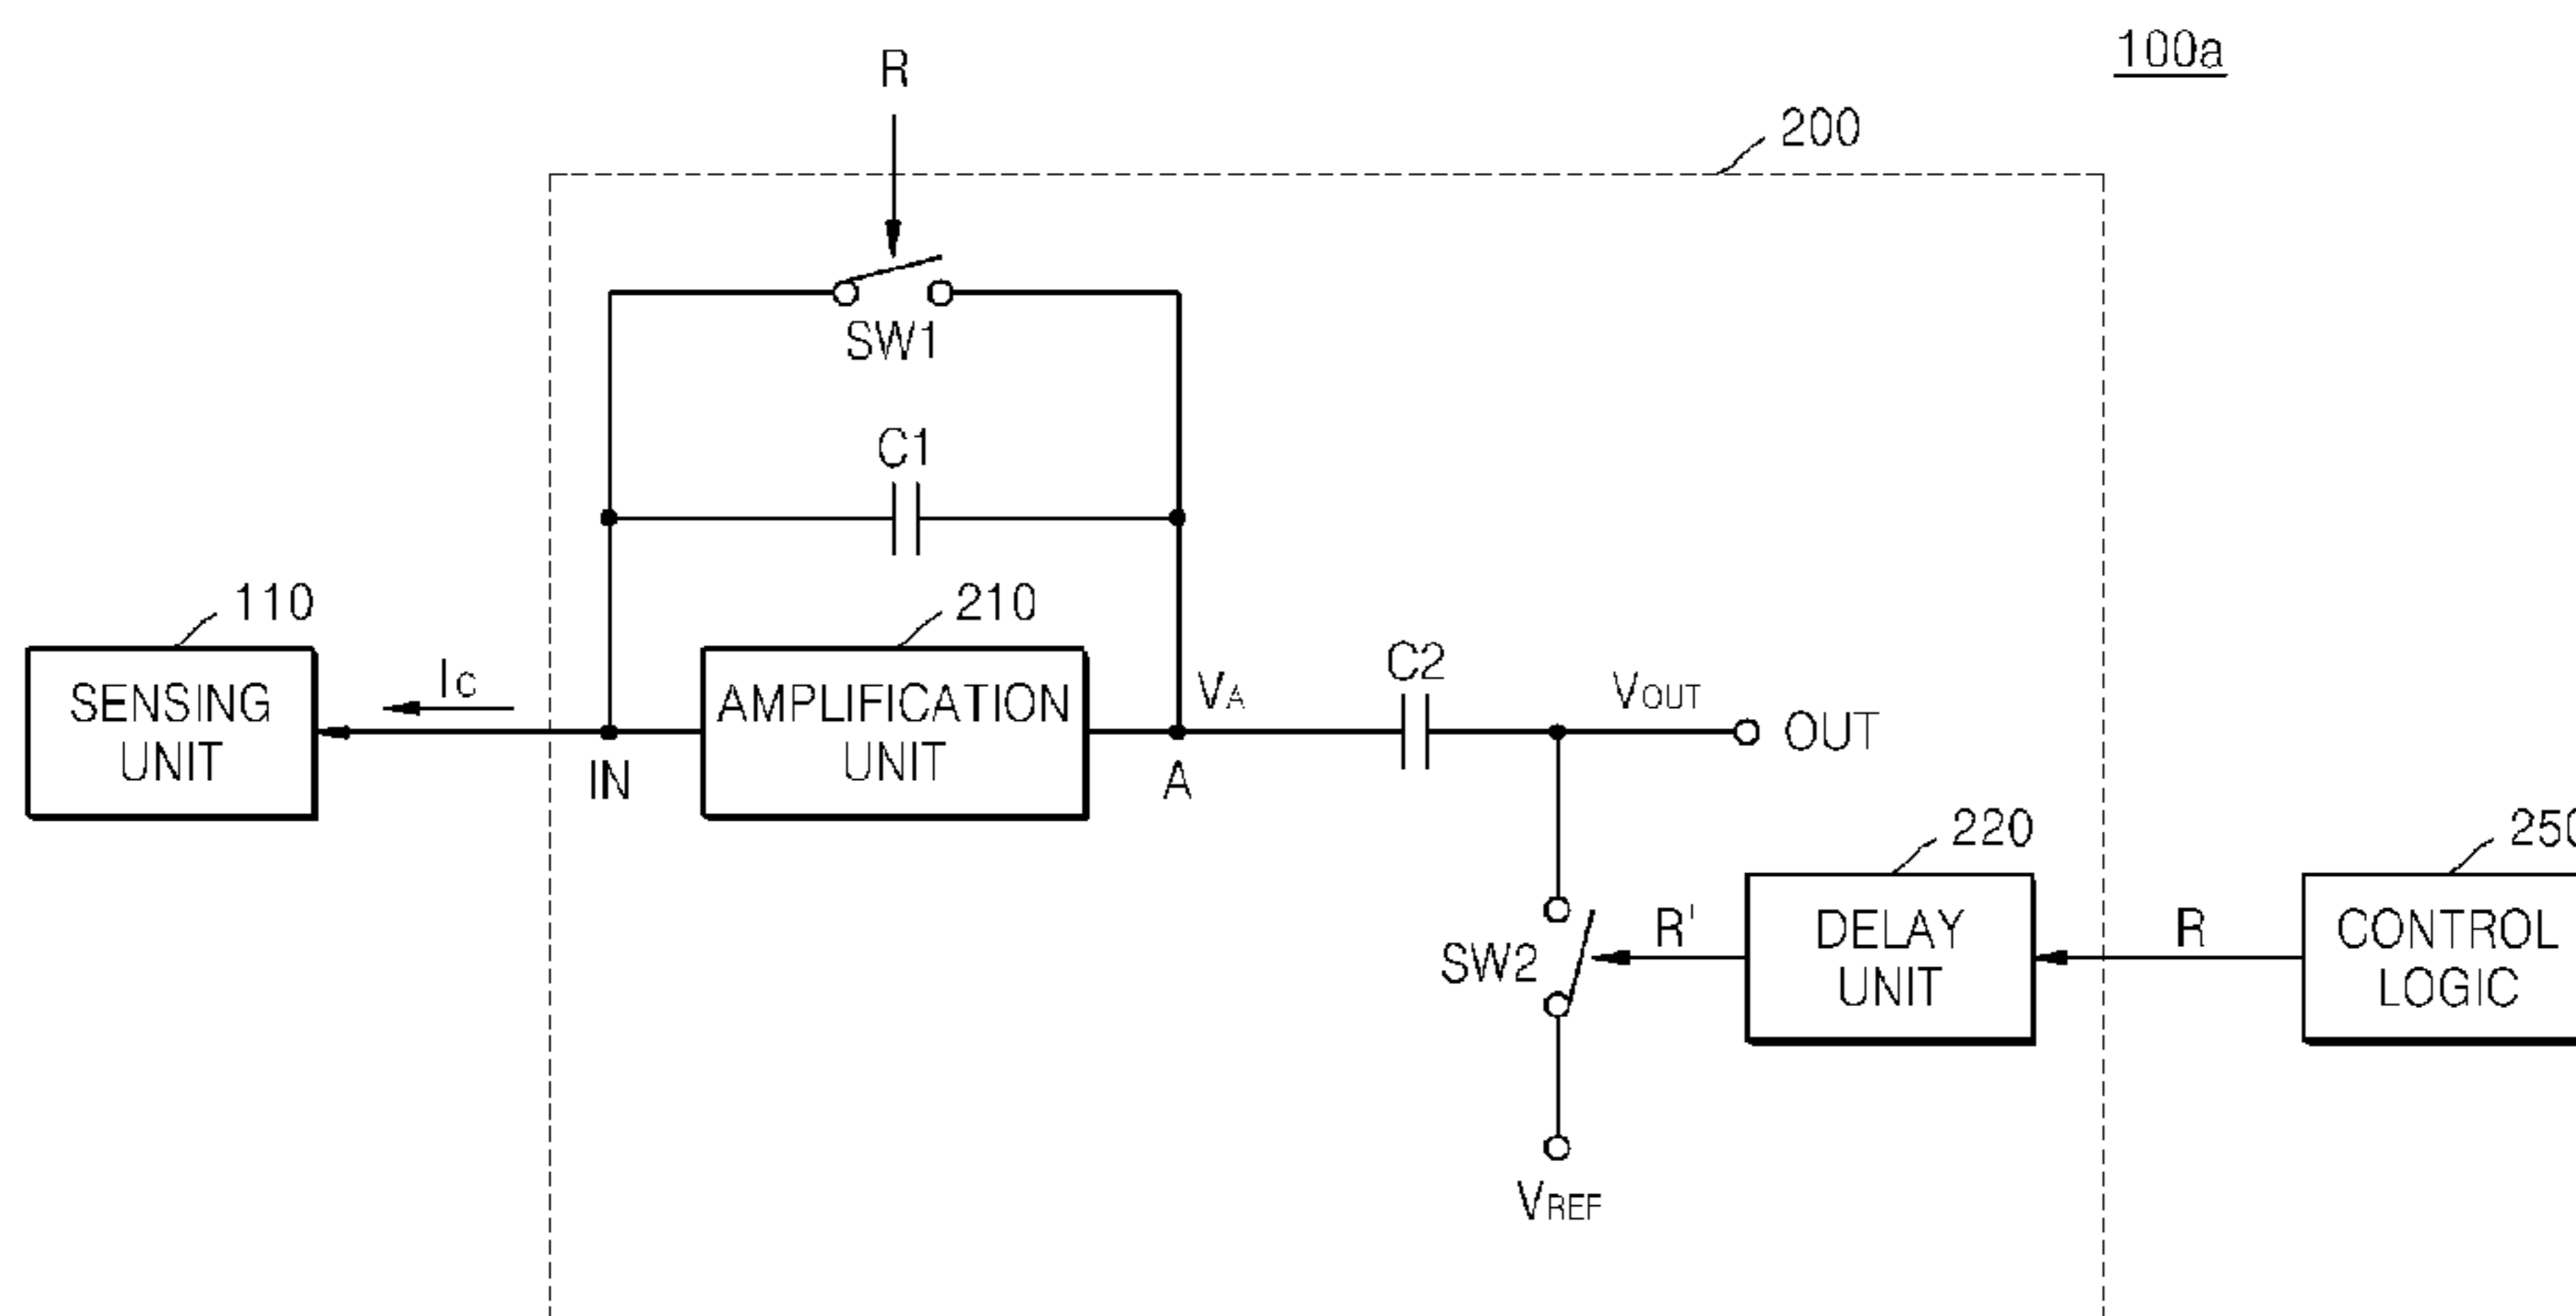 100a
R
200
SW1
C1
110
210
SENSING
UNIT
IC
IN
AMPLIFICATION
UNIT
VA
A
C2
VOUT
OUT
220
250
SW2
R'
DELAY
UNIT
R
CONTROL
LOGIC
VREF